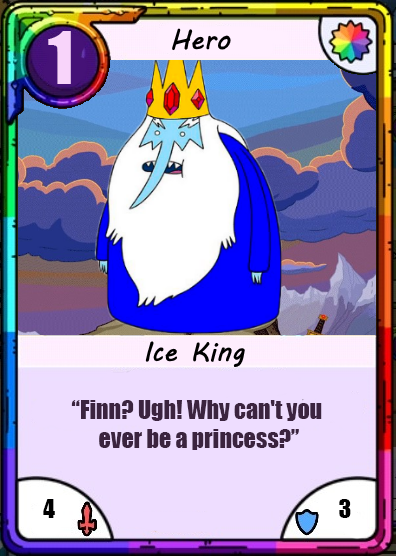 1
Hero
Ice King
“Finn? Ugh! Why can't you
ever be a princess?”
4
3